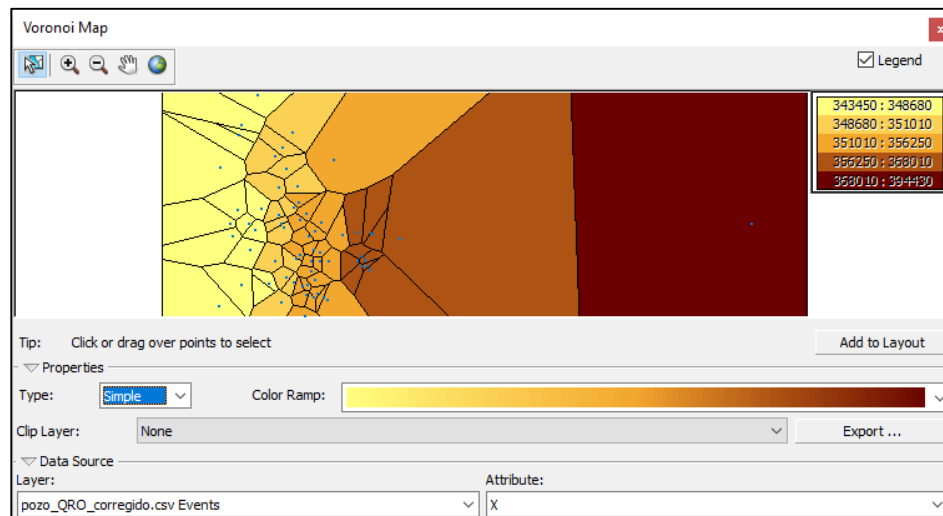 Voronoi Map
x
Legend
343450 : 348680
348680 : 351010
351010 : 356250
356250 : 368010
368010 : 394430
Tip: Click or drag over points to select
Add to Layout
Properties
Type: Simple Color Ramp:
Clip Layer: None Export ...
Data Source
Layer: Attribute:
pozo_QRO_corregido.csv Events X